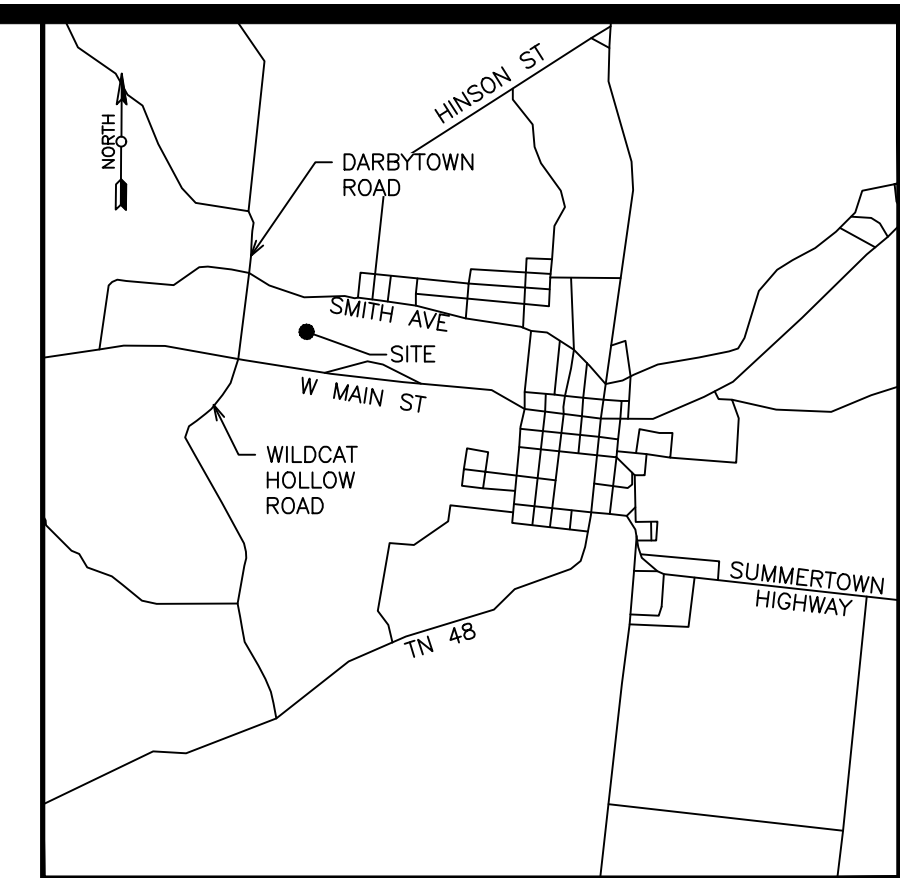 HINSON ST
NORTH
DARBYTOWN
ROAD
SMITH AVE
SITE
W MAIN ST
WILDCAT
HOLLOW
ROAD
SUMMERTOWN
HIGHWAY
TN 48